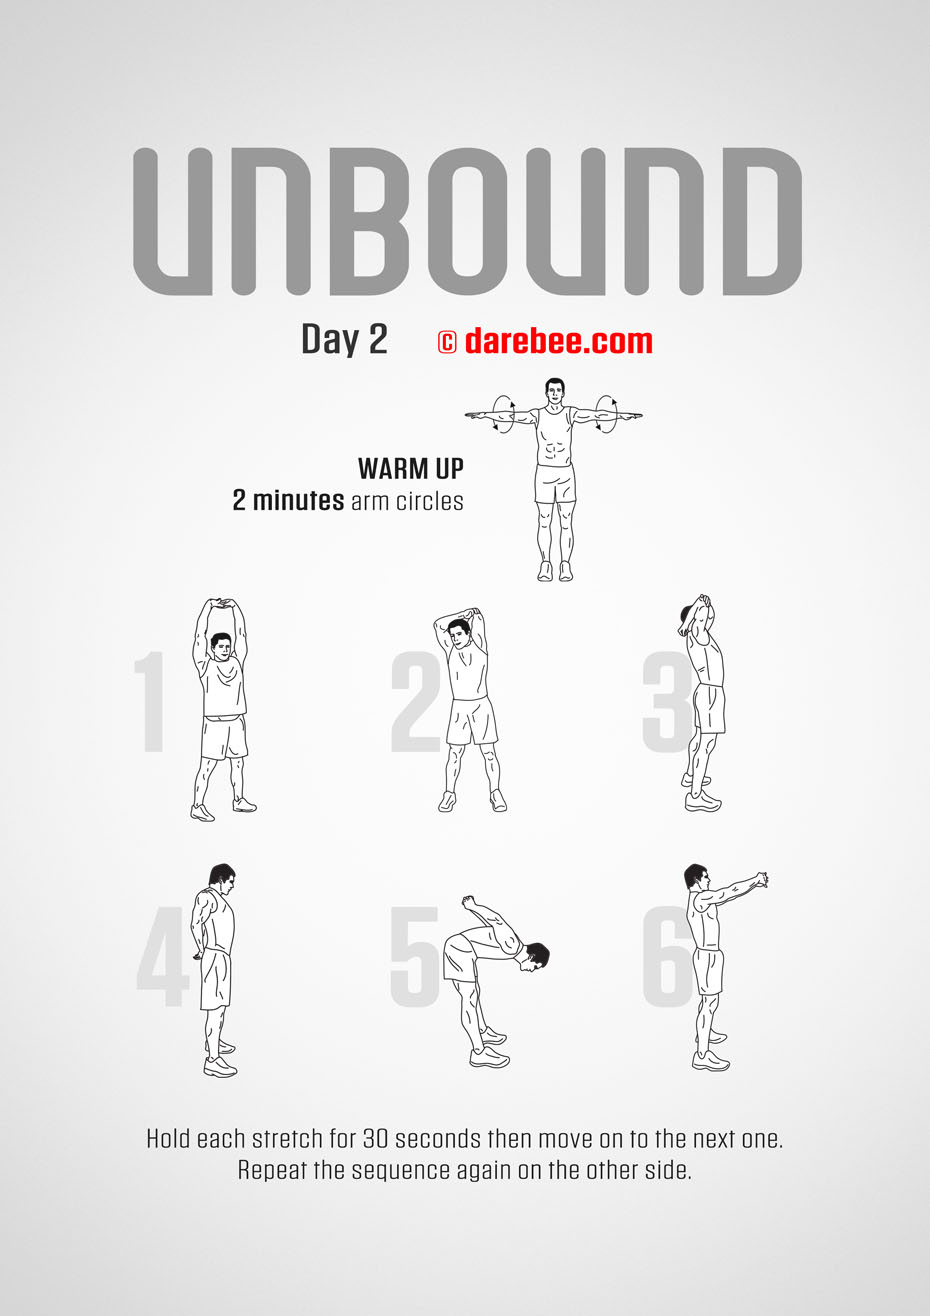 UNBOUND
Day 2 © darebee.com
WARM UP
2 minutes arm circles
1 2 3
4 5 6
Hold each stretch for 30 seconds then move on to the next one.
Repeat the sequence again on the other side.